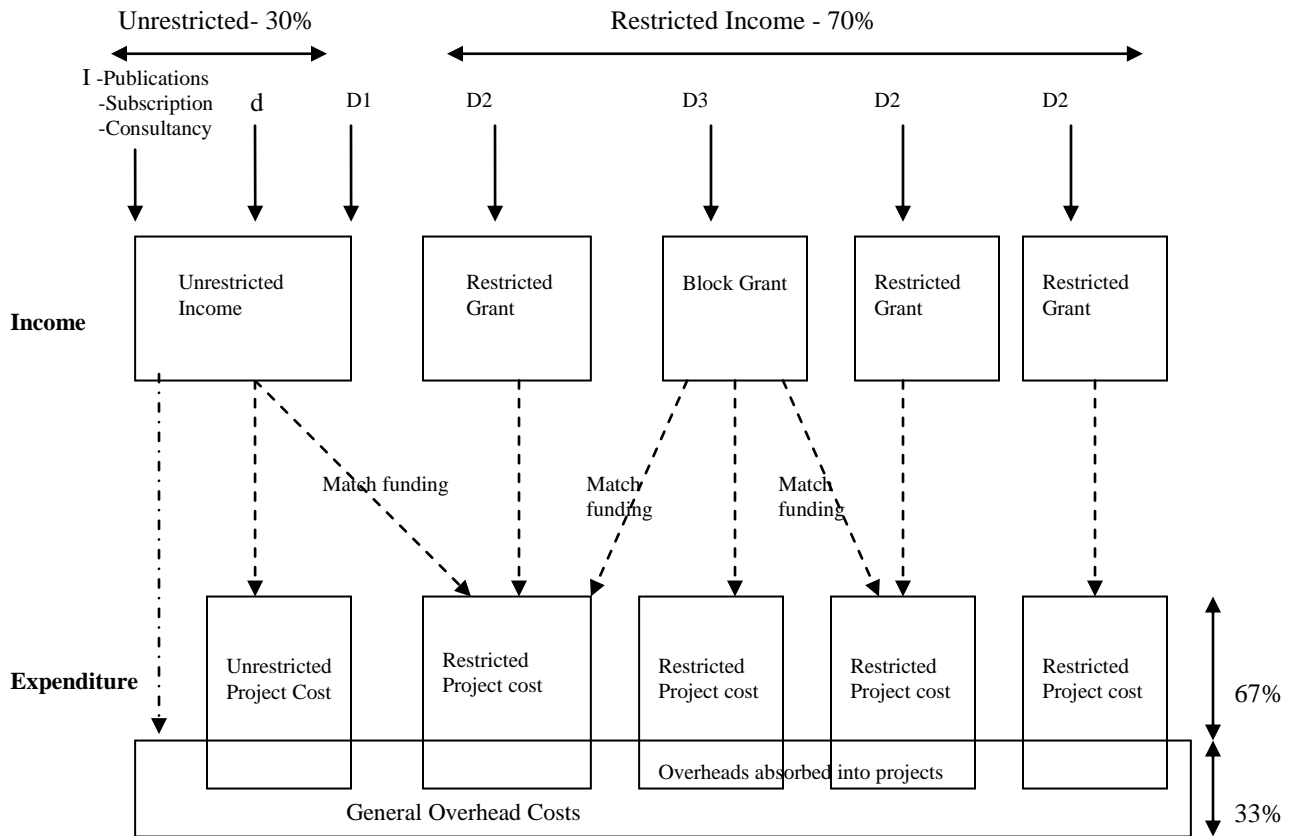 Unrestricted- 30%
Restricted Income - 70%
I -Publications
-Subscription
-Consultancy
d
D1
D2
D3
D2
D2
Unrestricted
Income
Restricted
Grant
Block Grant
Restricted
Grant
Restricted
Grant
Income
Match funding
Match
funding
Match
funding
Expenditure
Unrestricted
Project Cost
Restricted
Project cost
Restricted
Project cost
Restricted
Project cost
Restricted
Project cost
67%
Overheads absorbed into projects
General Overhead Costs
33%